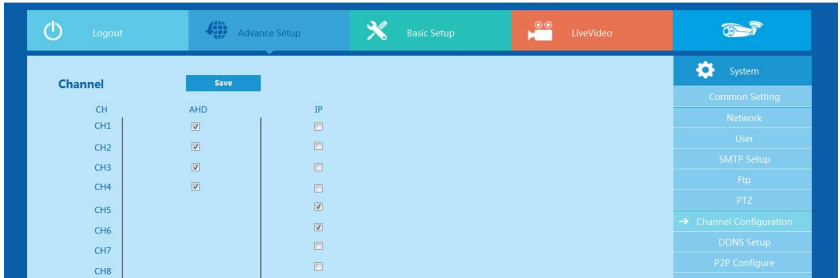 Logout
Advance Setup
Basic Setup
LiveVideo
Channel
Save
CH AHD IP
CH1
CH2
CH3
CH4
CH5
CH6
CH7
CH8
System
Common Setting
Network
User
SMTP Setup
Ftp
PTZ
Channel Configuration
DDNS Setup
P2P Configure